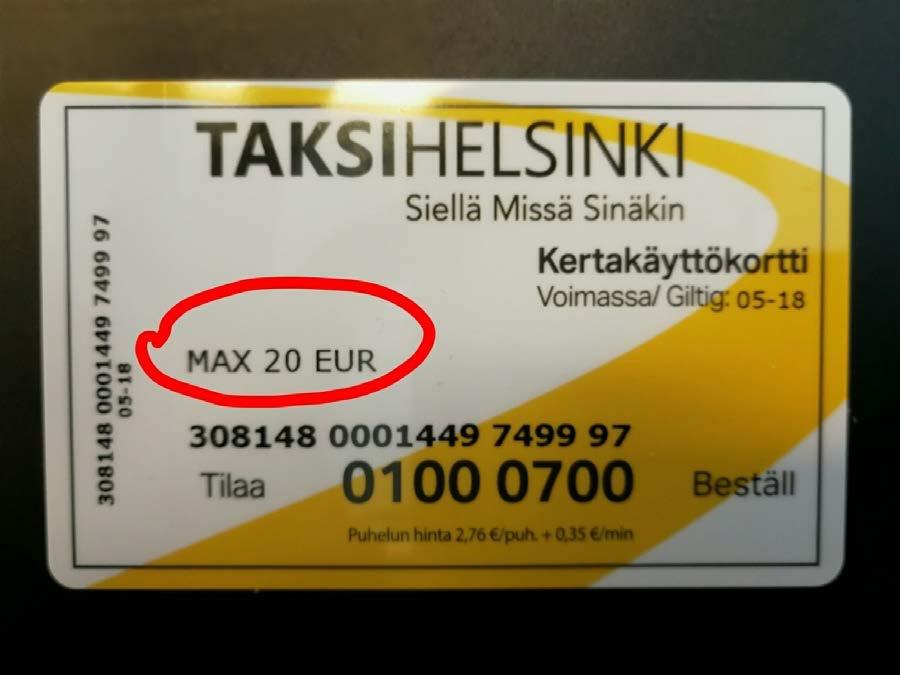 TAKSIHELSINKI
Siellä Missä Sinäkin
Kertakäyttökortti
Voimassa/ Giltig: 05-18
MAX 20 EUR
308148 0001449 7499 97
Tilaa 0100 0700 Beställ
Puhelun hinta 2,76 €/puh. + 0,35 €/min
308148 0001449 7499 97
05-18